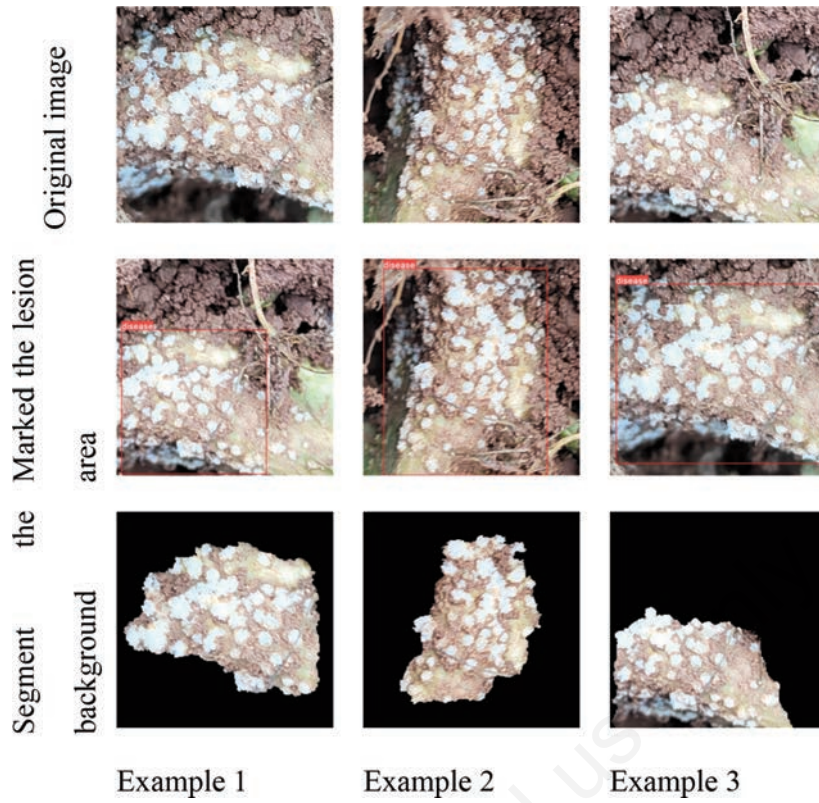 Original image
Marked the lesion
area
disease
disease
disease
Segment the
background
Example 1
Example 2
Example 3